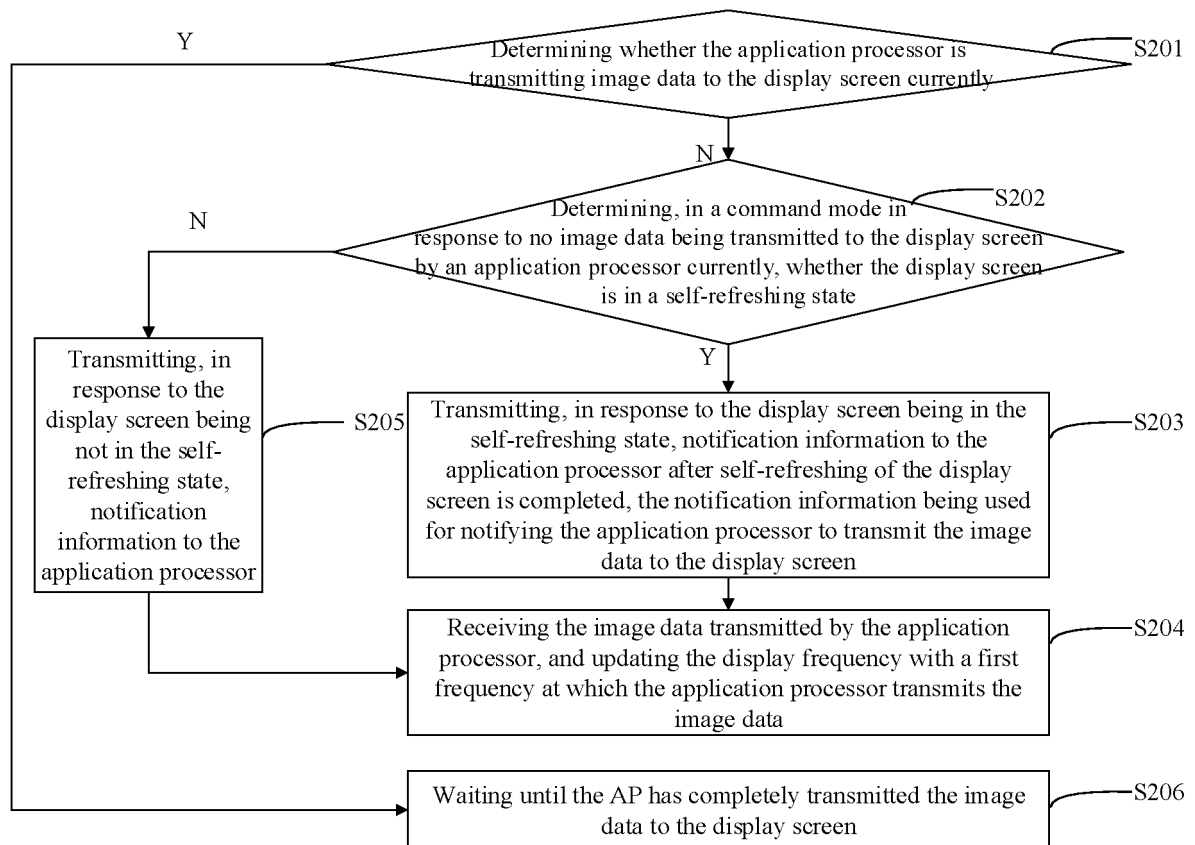 Y
Determining whether the application processor is
transmitting image data to the display screen currently
S201
N
S202
Determining, in a command mode in
response to no image data being transmitted to the display screen
by an application processor currently, whether the display screen
is in a self-refreshing state
N
Y
Transmitting, in
response to the
display screen being
not in the self-
refreshing state,
notification
information to the
application processor
S205
Transmitting, in response to the display screen being in the
self-refreshing state, notification information to the
application processor after self-refreshing of the display
screen is completed, the notification information being used
for notifying the application processor to transmit the image
data to the display screen
S203
Receiving the image data transmitted by the application
processor, and updating the display frequency with a first
frequency at which the application processor transmits the
image data
S204
Waiting until the AP has completely transmitted the image
data to the display screen
S206